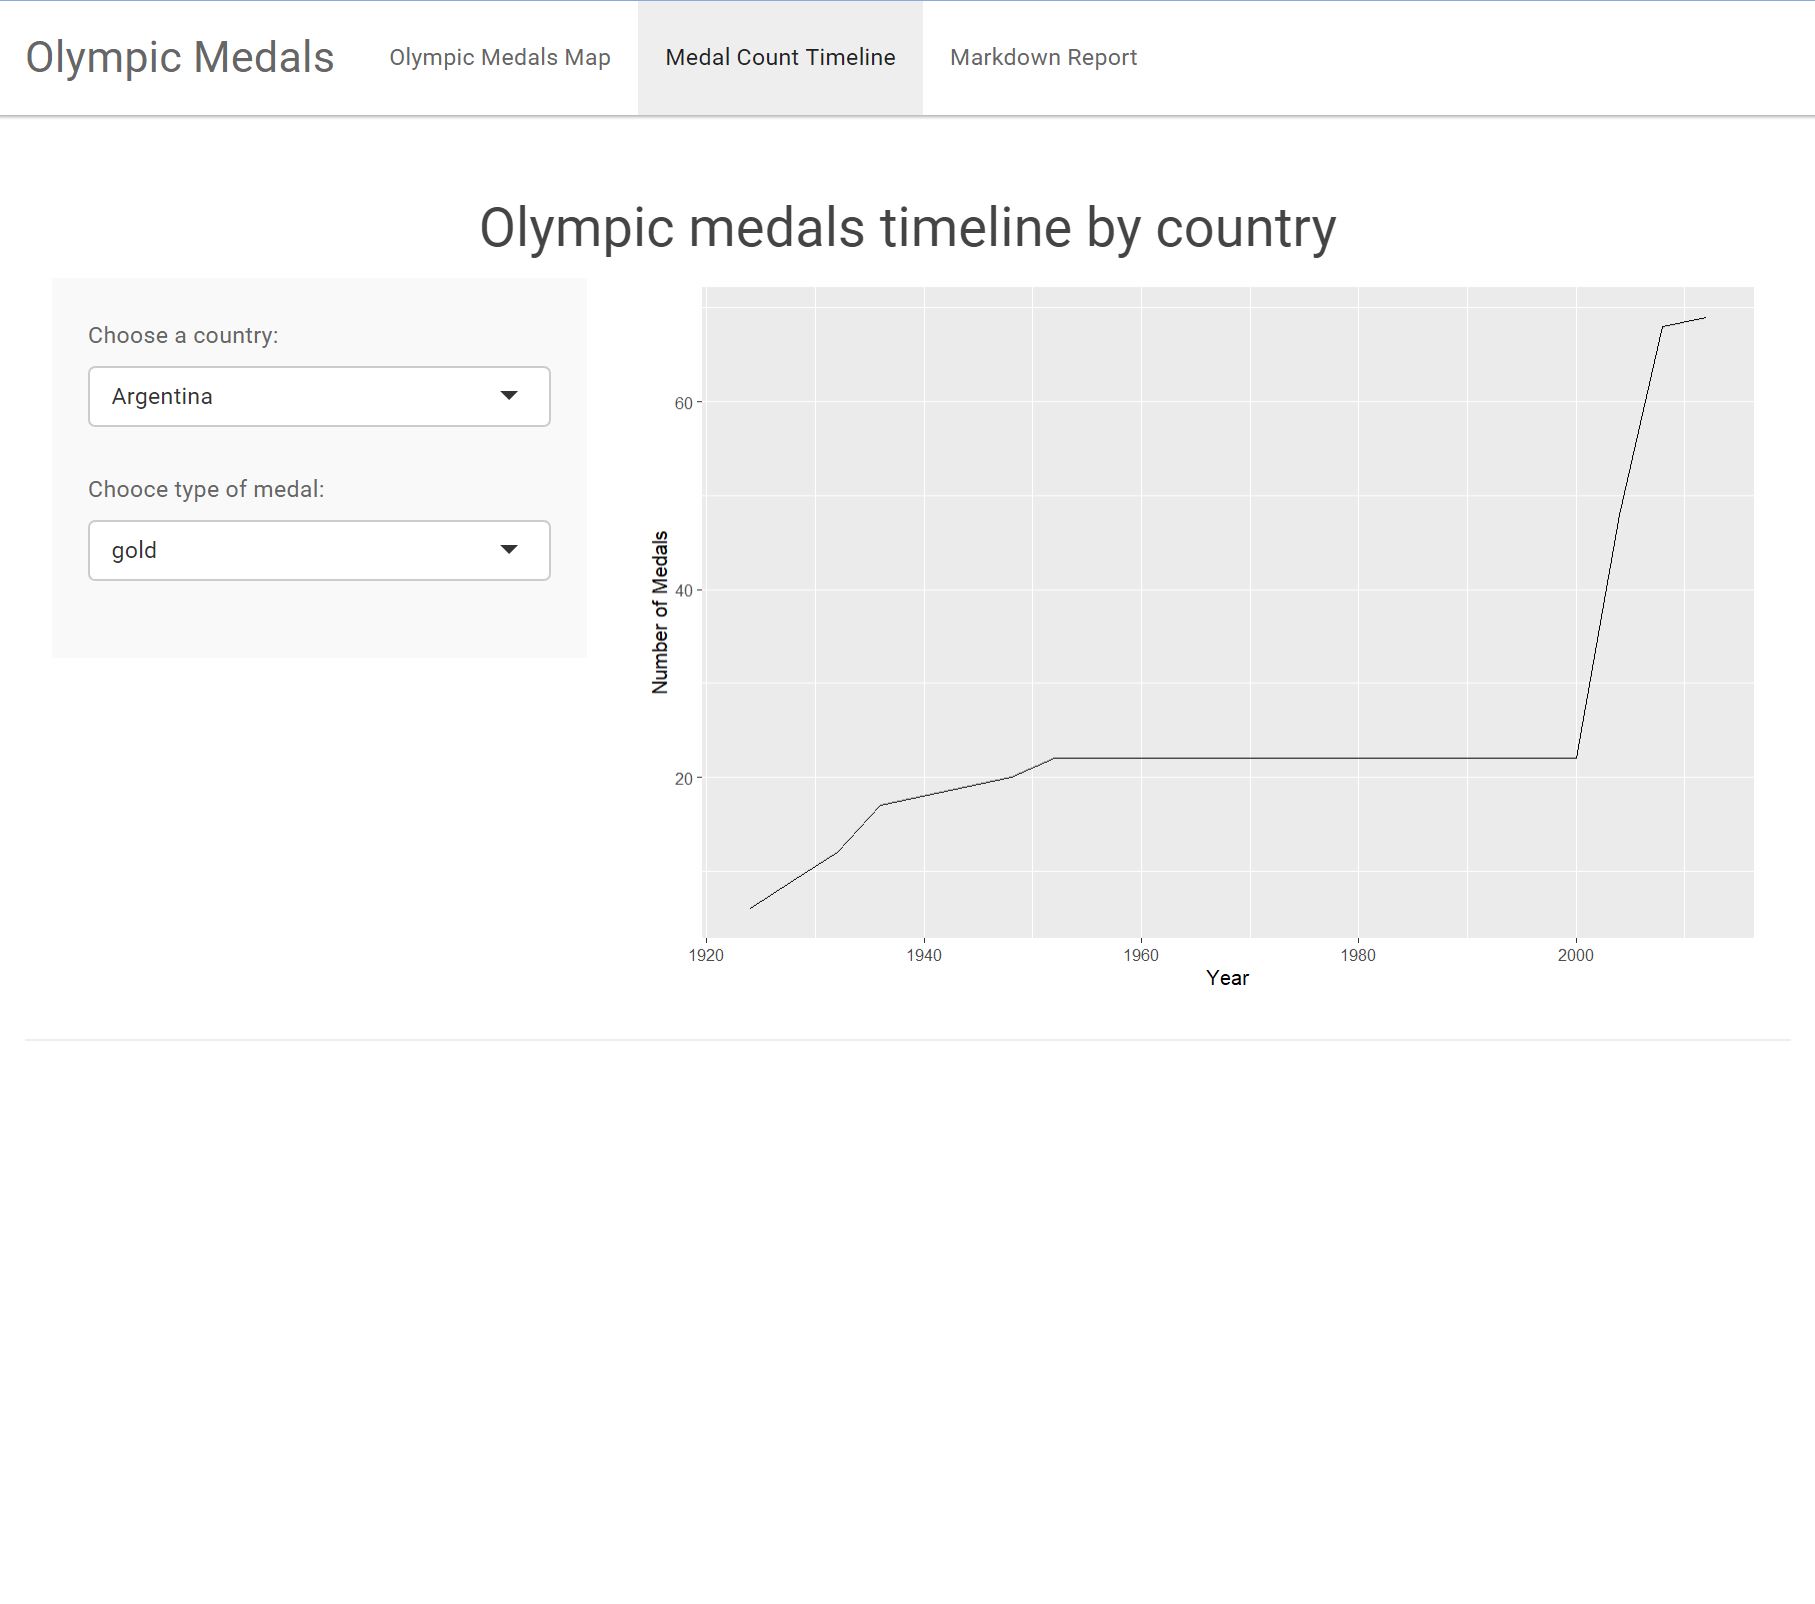 Olympic Medals
Olympic Medals Map
Medal Count Timeline
Markdown Report
Olympic medals timeline by country
Choose a country:
Argentina
Chooce type of medal:
gold
Number of Medals
60
40
20
1920
1940
1960
1980
2000
Year